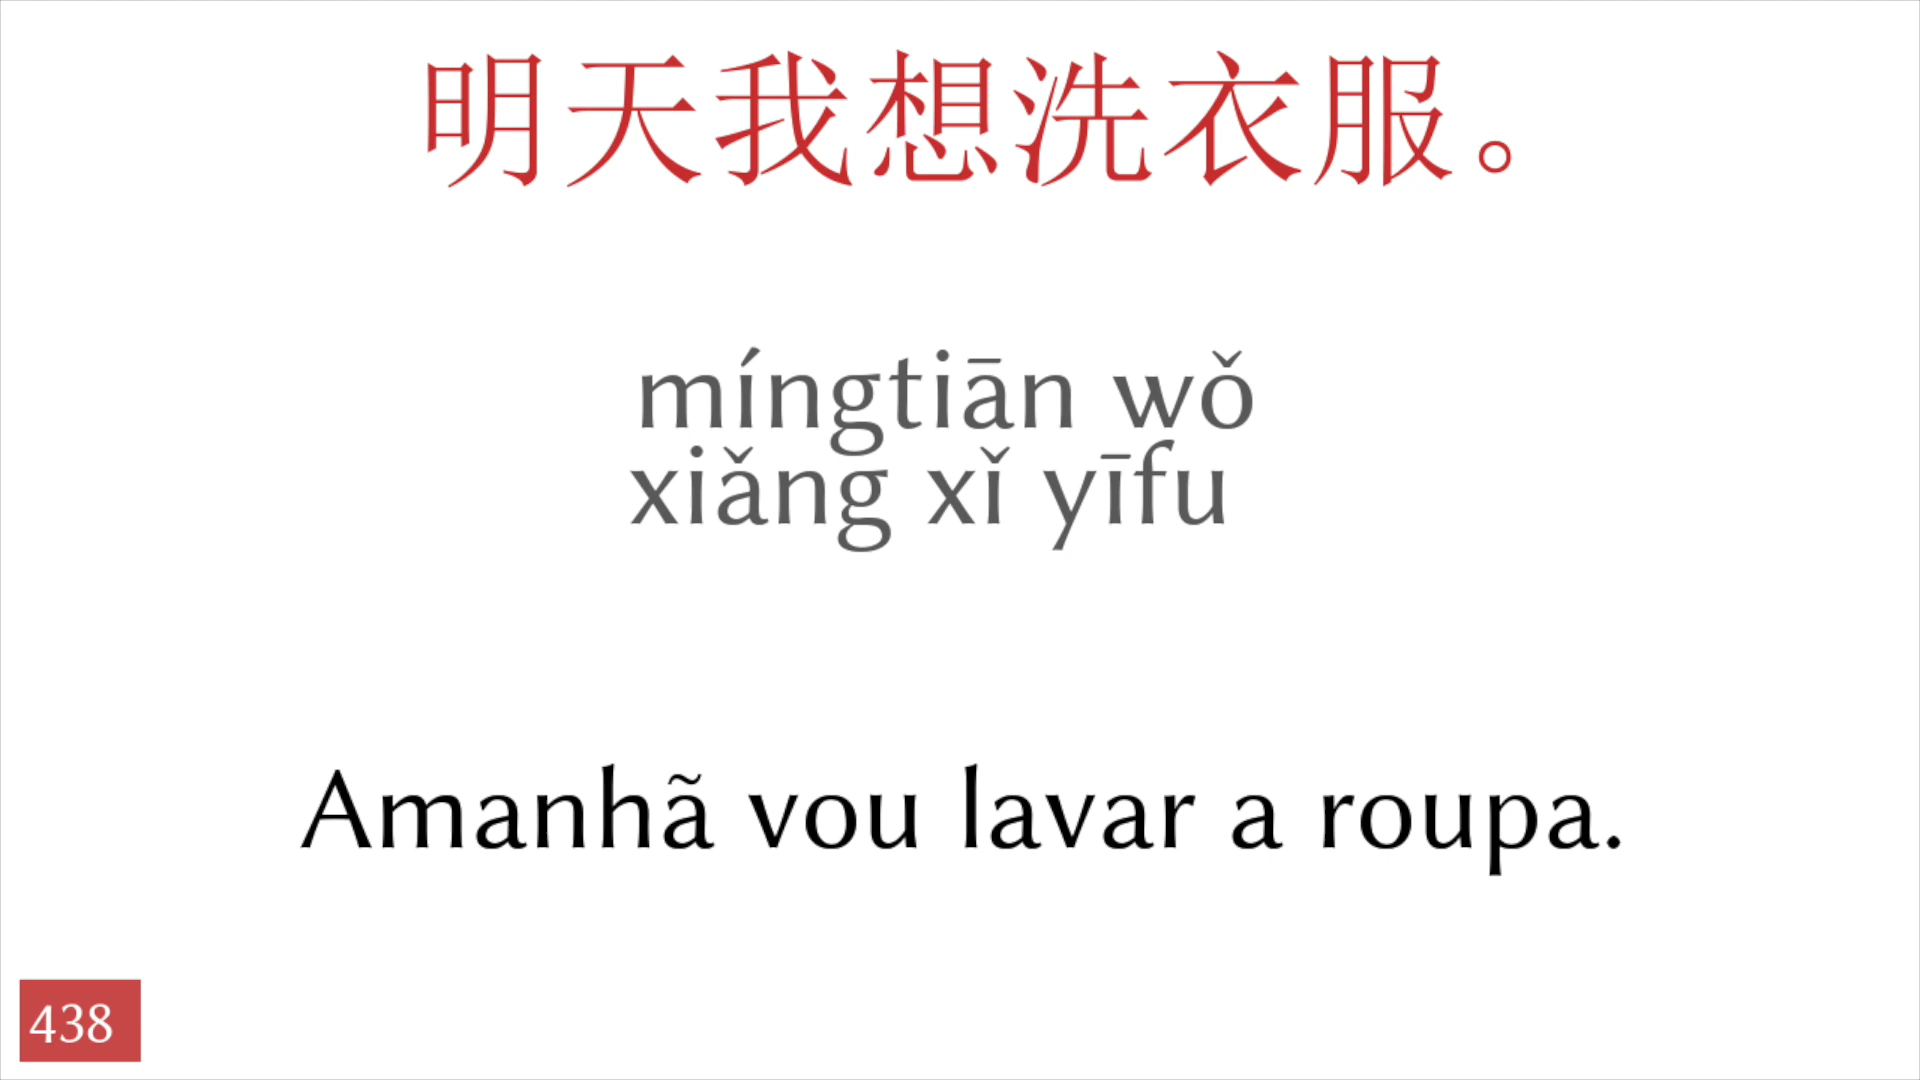 明天我想洗衣服。
míngtiān wǒ
xiǎng xǐ yīfu
Amanhã vou lavar a roupa.
438